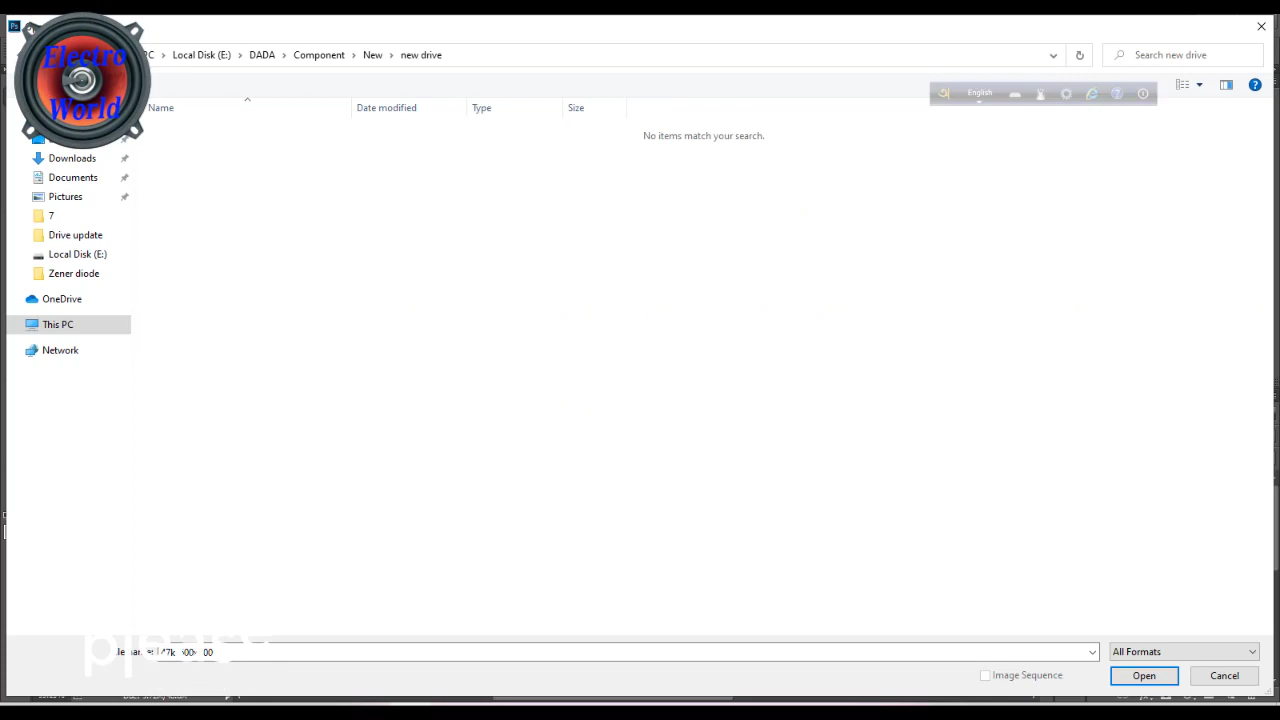 Ps
Electro
World
PC > Local Disk (E:) > DADA > Component > New > new drive
Search new drive
English
Name Date modified Type Size
No items match your search.
Downloads
Documents
Pictures
7
Drive update
Local Disk (E:)
Zener diode
OneDrive
This PC
Network
All Formats
Image Sequence
Open Cancel